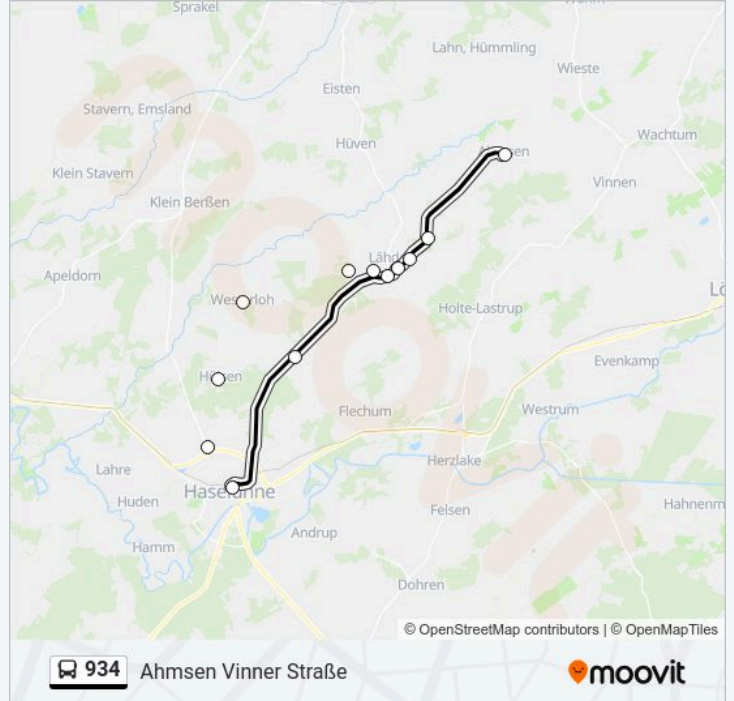 Sprakel
Lahn, Hümmling
Wieste
Eisten
Stavern, Emsland
Wachtum
Hüven
Klein Stavern
Vinnen
Klein Berßen
Apeldorn
Holte-Lastrup
Evenkamp
Flechum
Westrum
Herzlake
Lahre
Huden
Felsen
Hahnenm
Andrup
Hamm
Dohren
© OpenStreetMap contributors | © OpenMapTiles
934 Ahmsen Vinner Straße
moovit